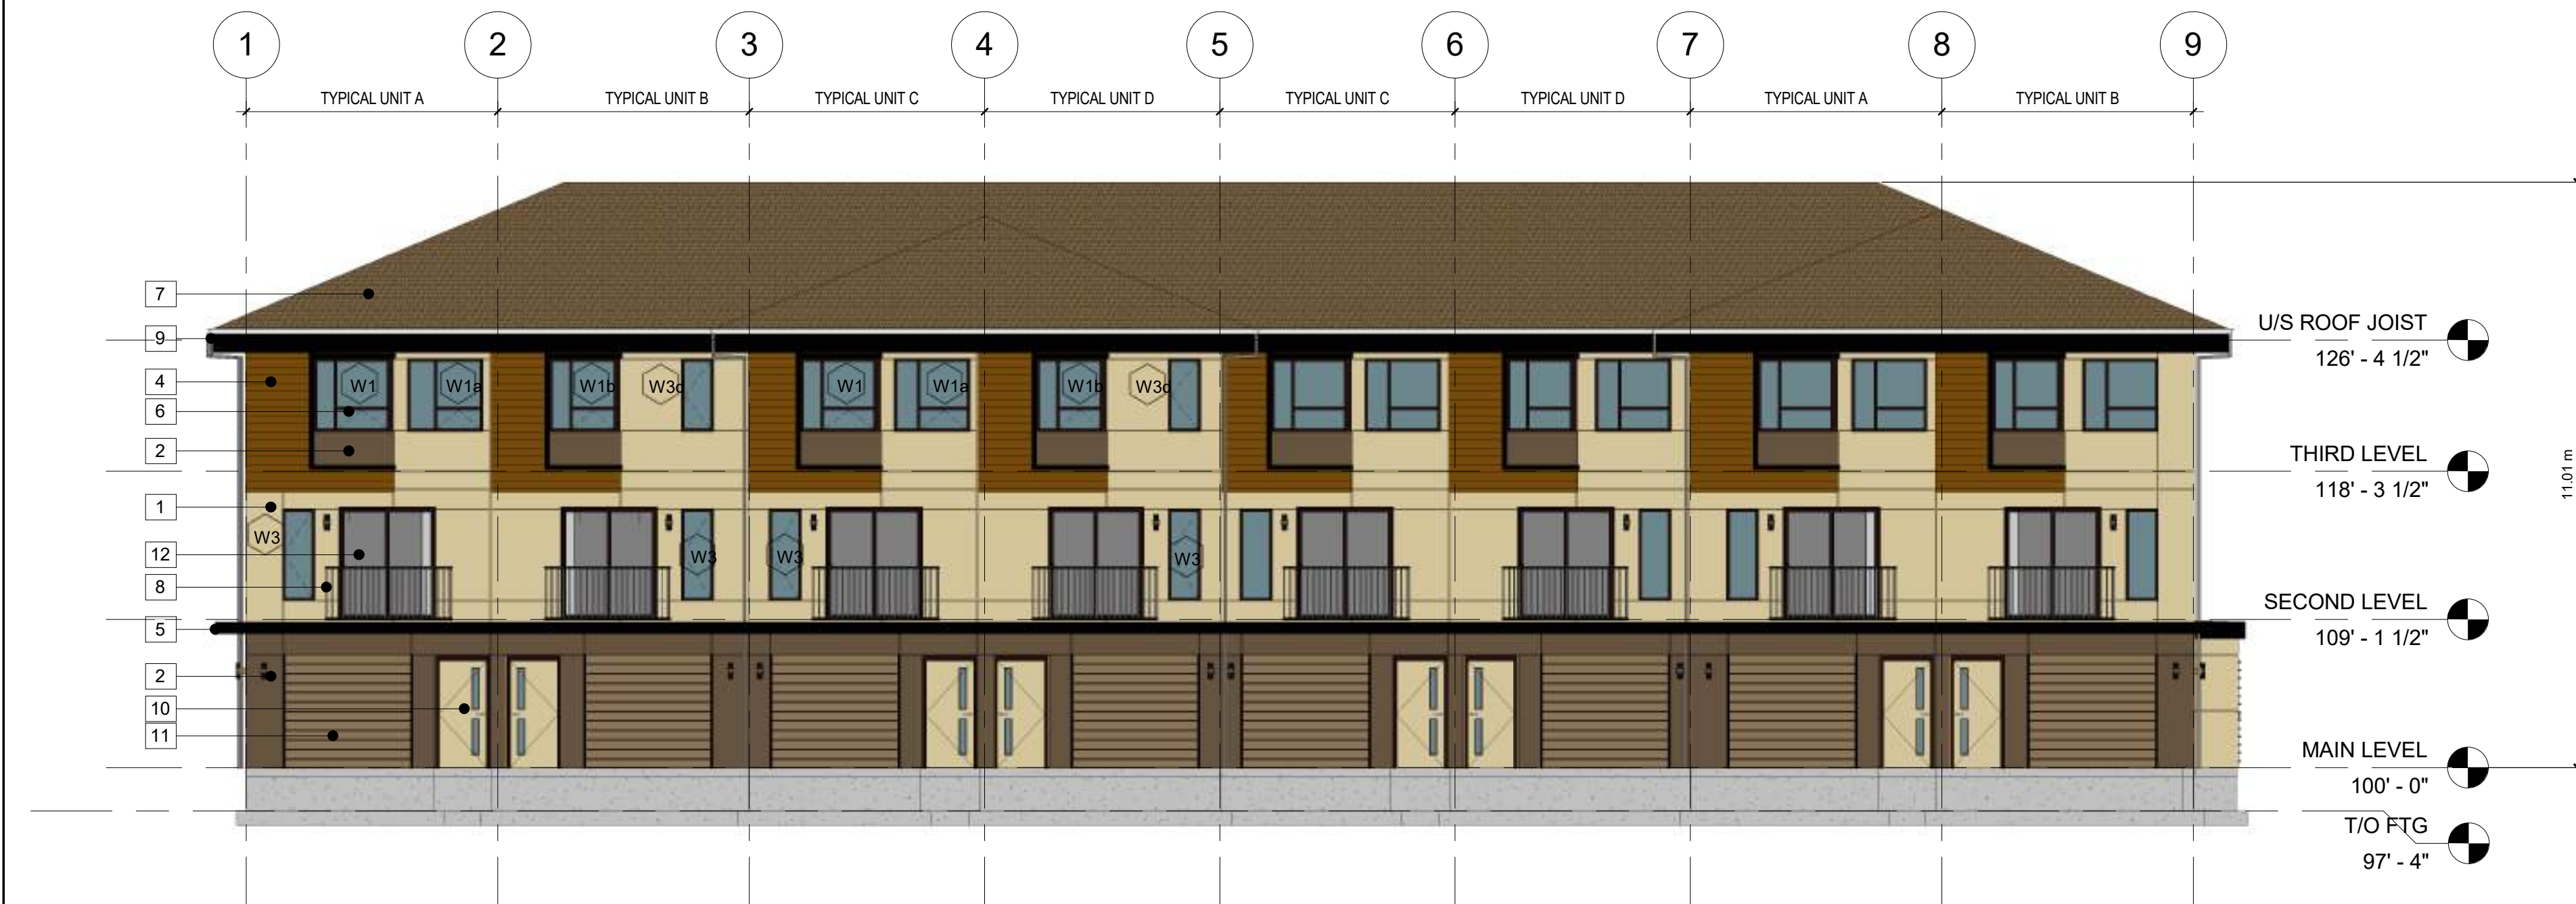 1 2 3 4 5 6 7 8 9
TYPICAL UNIT A TYPICAL UNIT B TYPICAL UNIT C TYPICAL UNIT D TYPICAL UNIT C TYPICAL UNIT D TYPICAL UNIT A TYPICAL UNIT B
7
U/S ROOF JOIST
9
126' - 4 1/2"
4
W1 W1a W1b W3c W1 W1a W1b W3c
6
2
THIRD LEVEL
118' - 3 1/2"
11.01 m
1
W3
12
W3 W3 W3
8
SECOND LEVEL
5
109' - 1 1/2"
2
10
11
MAIN LEVEL
100' - 0"
T/O FTG
97' - 4"